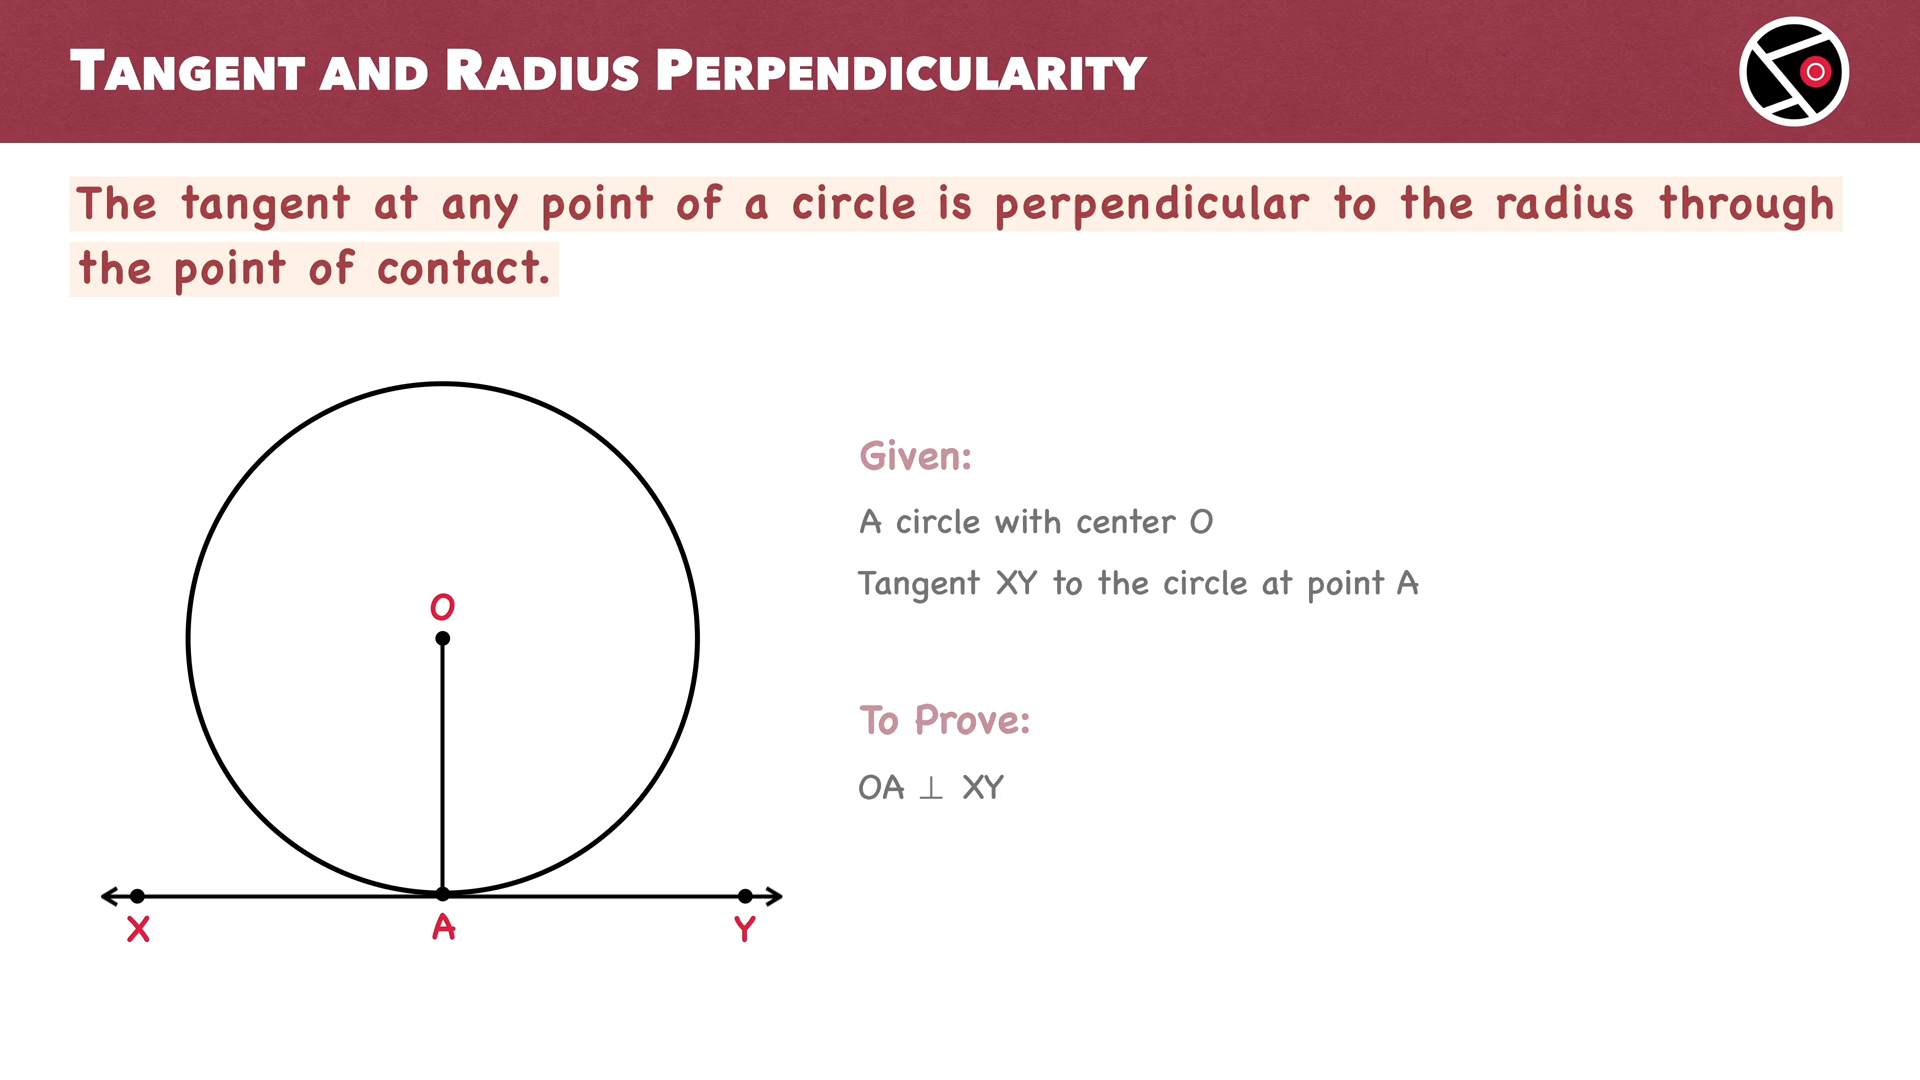 TANGENT AND RADIUS PERPENDICULARITY
The tangent at any point of a circle is perpendicular to the radius through
the point of contact.
Given:
A circle with center O
Tangent XY to the circle at point A
To Prove:
OA ⊥ XY
O
X A Y